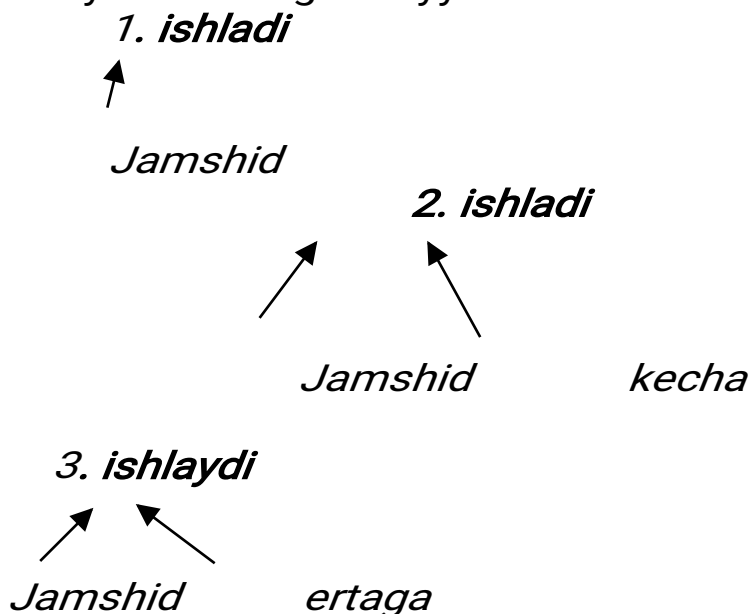 1. ishladi
Jamshid
2. ishladi
Jamshid kecha
3. ishlaydi
Jamshid ertaga